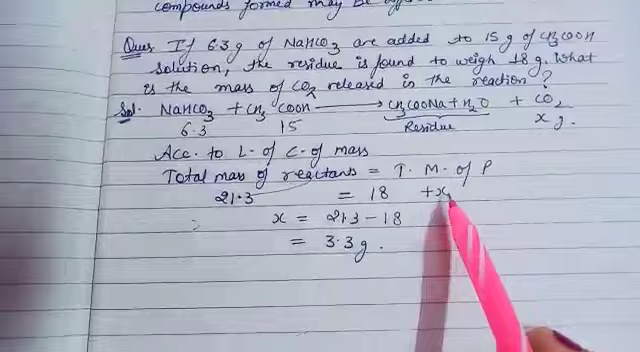 compounds formed may be
Ques If 6.3 g of NaHCO3 are added to 15 g of CH3COOH
solution, the residue is found to weigh 18 g. What
is the mass of CO2 released in the reaction?
Sol. NaHCO3 + CH3 COOH → CH3COONa + H2O + CO2
6.3 15 Residue x g.
Acc. to L. of C. of mass
Total mass of reactants = T. M. of P
21.3 = 18 + x
x = 21.3 - 18
= 3.3 g.